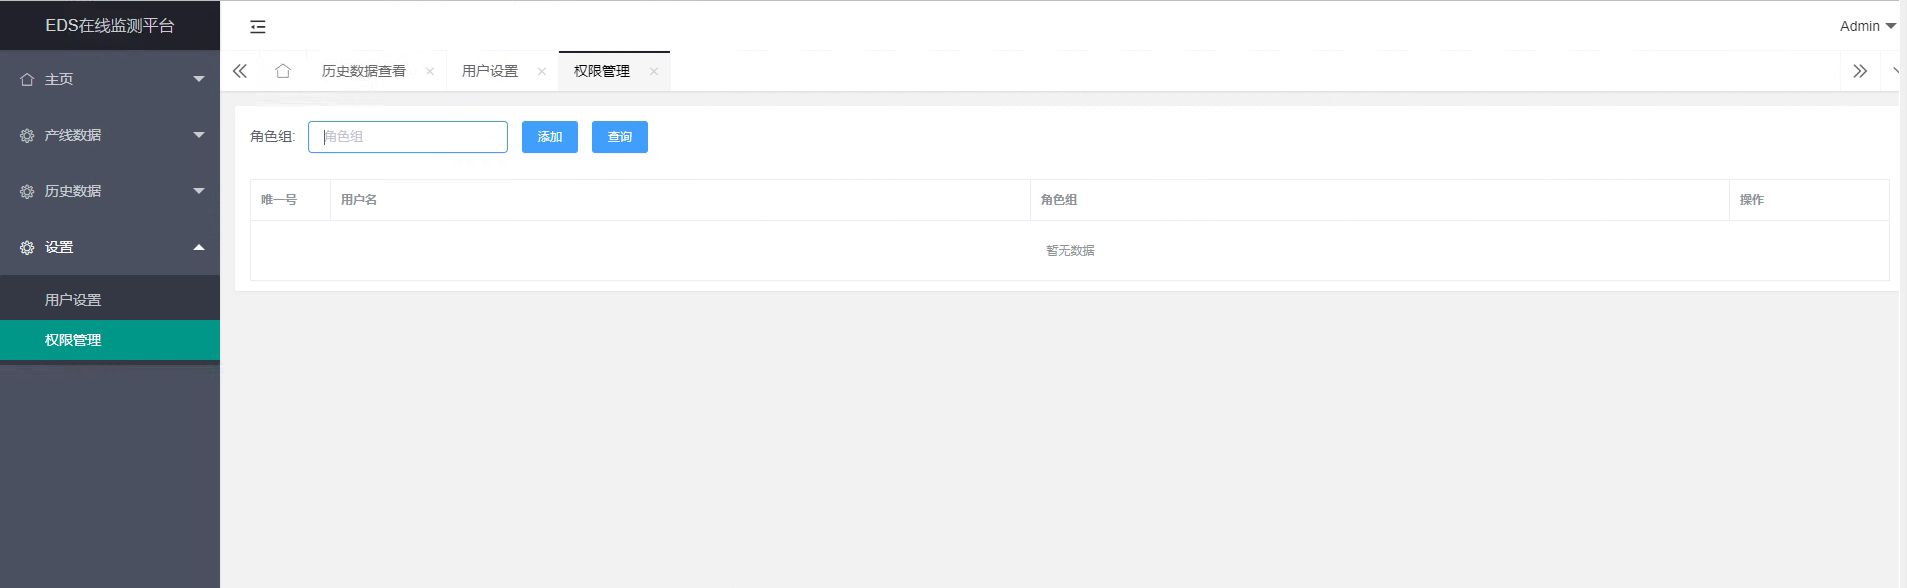 EDS在线监测平台
Admin
主页
产线数据
历史数据
设置
用户设置
权限管理
历史数据查看
用户设置
权限管理
角色组: 角色组 添加 查询
唯一号 用户名 角色组 操作
暂无数据